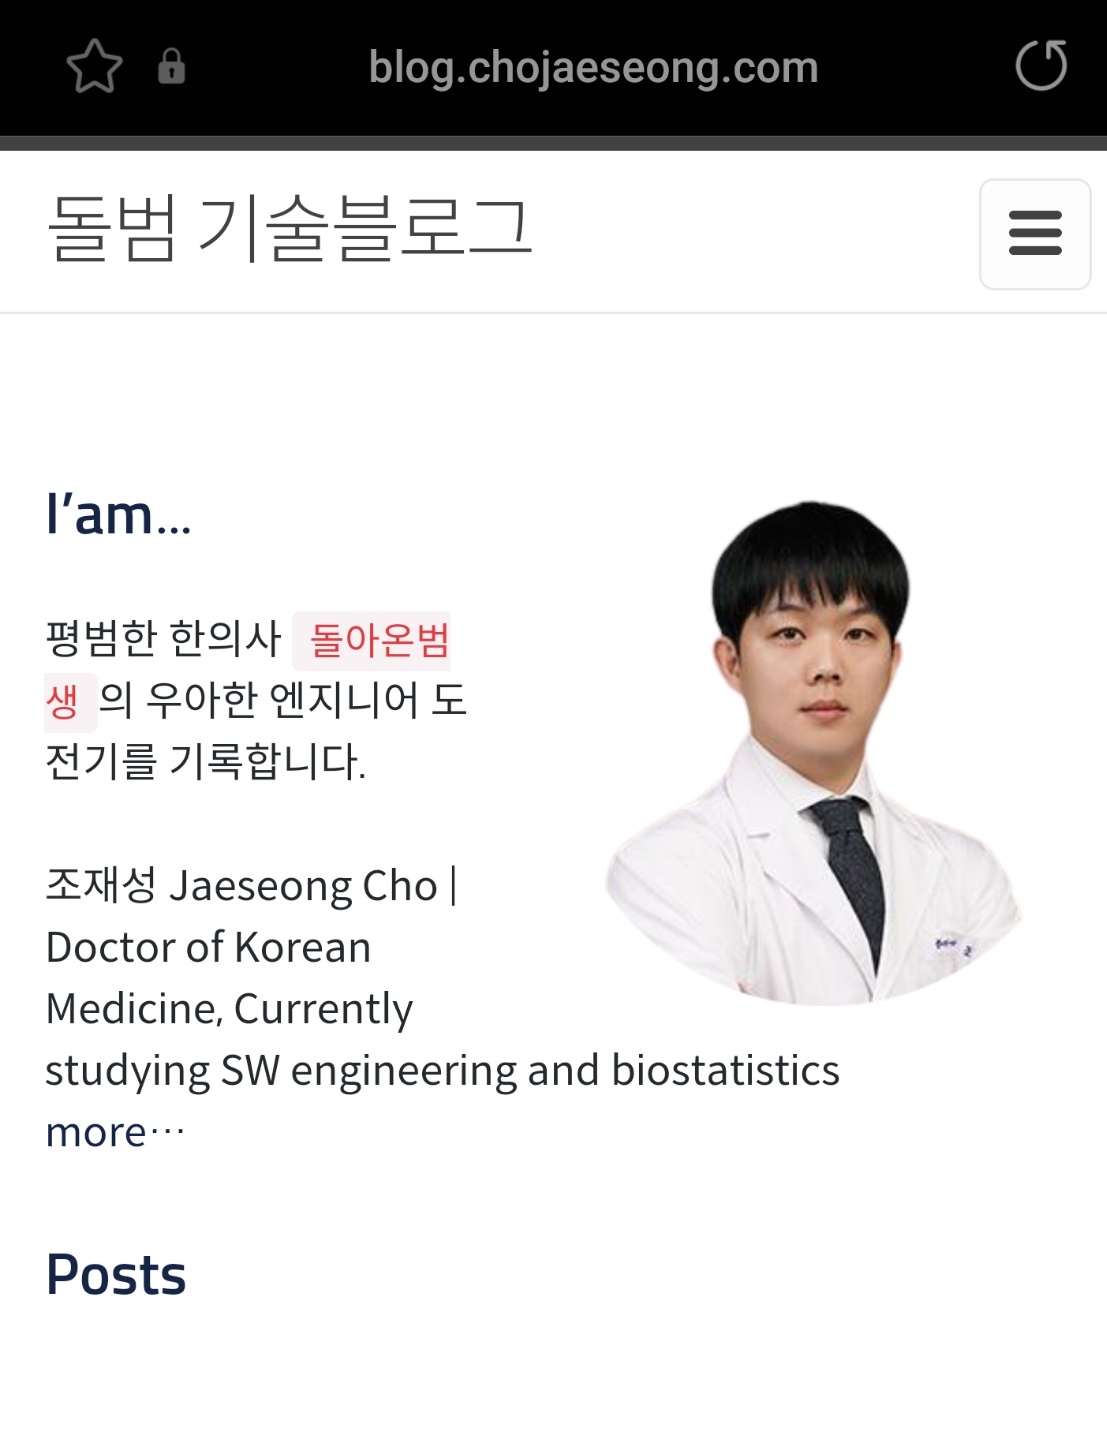 blog.chojaeseong.com
돌범 기술블로그
I’am...
평범한 한의사 돌아온범
생의 우아한 엔지니어 도
전기를 기록합니다.
조재성 Jaeseong Cho |
Doctor of Korean
Medicine, Currently
studying SW engineering and biostatistics
more…
Posts